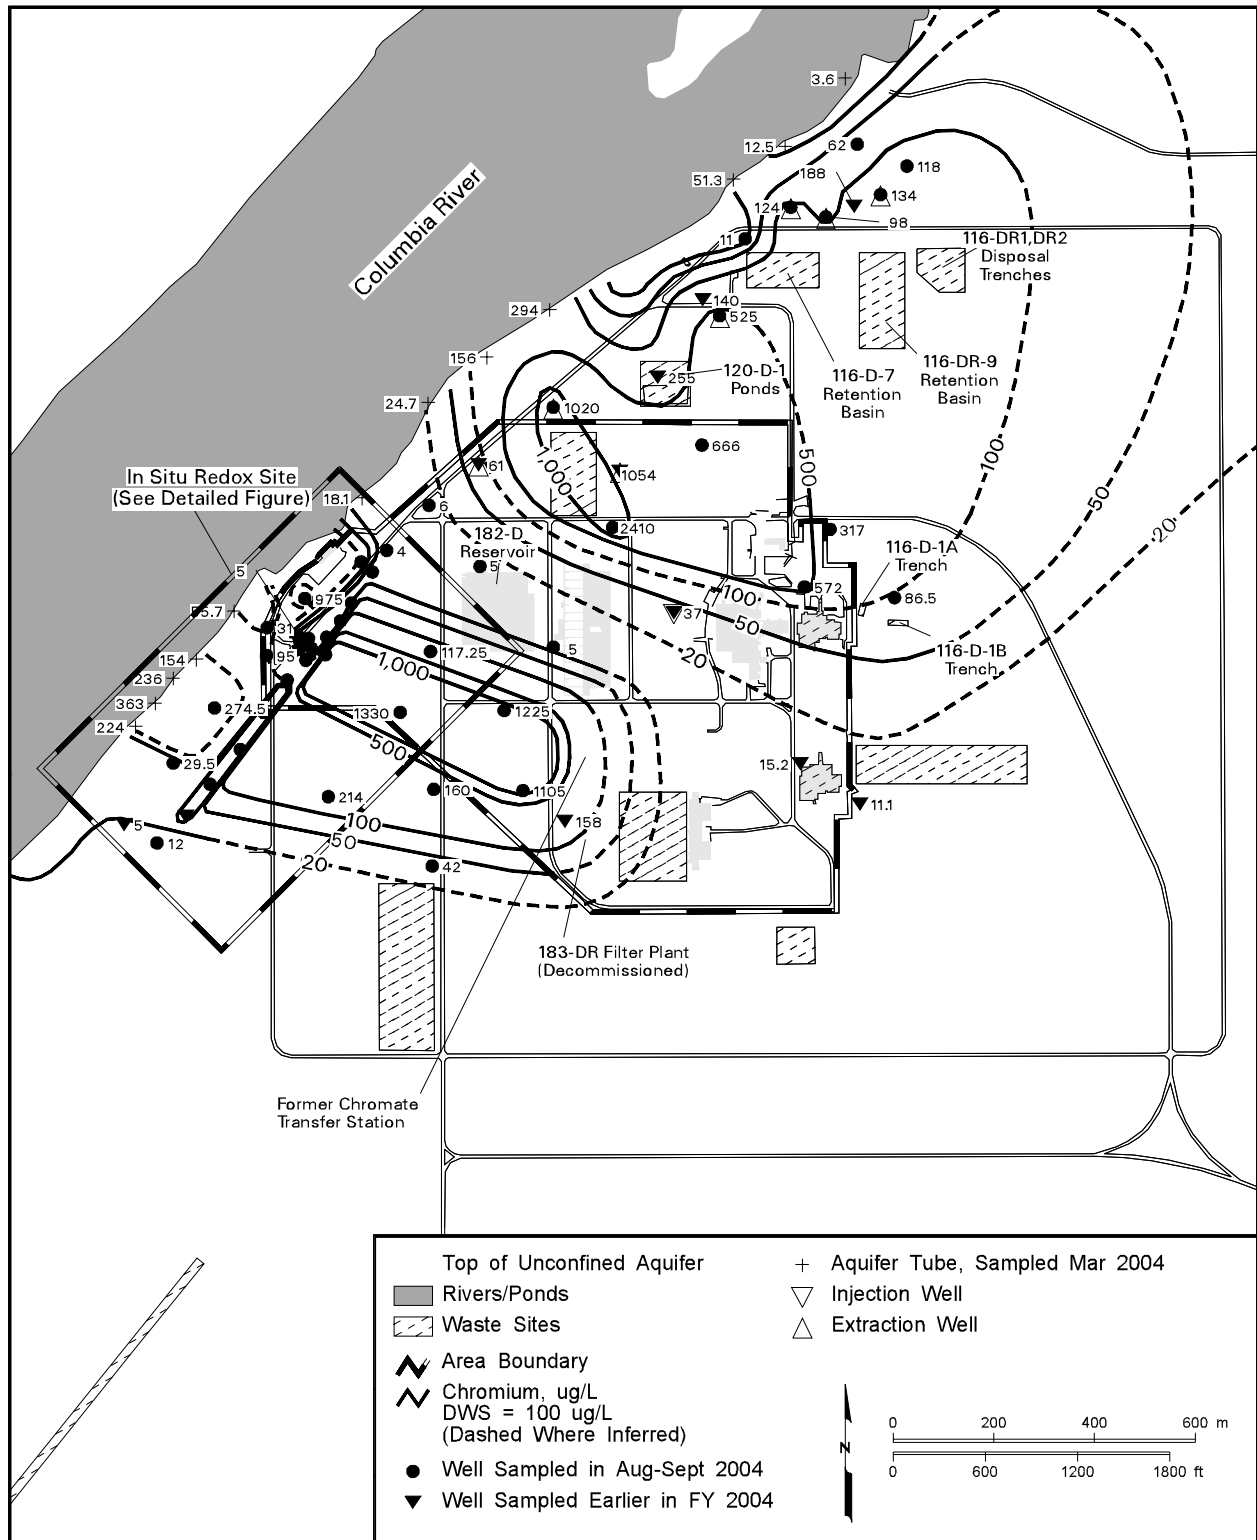 3.6
12.5
62
118
188
51.3
134
124
98
11
116-DR1,DR2
Disposal
Trenches
Columbia River
140
294
525
156
116-D-7
Retention
Basin
116-DR-9
Retention
Basin
120-D-1
Ponds
255
24.7
1020
666
500
100
50
20
61
1054
In Situ Redox Site
(See Detailed Figure)
18.1
6
2410
317
182-D
Reservoir
5
4
116-D-1A
Trench
5
975
100
572
86.5
55.7
37
50
31
20
116-D-1B
Trench
154
95
117.25
5
236
1,000
363
274.5
1330
1225
224
500
29.5
15.2
214
160
1105
11.1
5
100
158
12
50
20
42
183-DR Filter Plant
(Decommissioned)
Former Chromate
Transfer Station
Top of Unconfined Aquifer
Rivers/Ponds
Waste Sites
Area Boundary
Chromium, ug/L
DWS = 100 ug/L
(Dashed Where Inferred)
Well Sampled in Aug-Sept 2004
Well Sampled Earlier in FY 2004
Aquifer Tube, Sampled Mar 2004
Injection Well
Extraction Well
N
0 200 400 600 m
0 600 1200 1800 ft